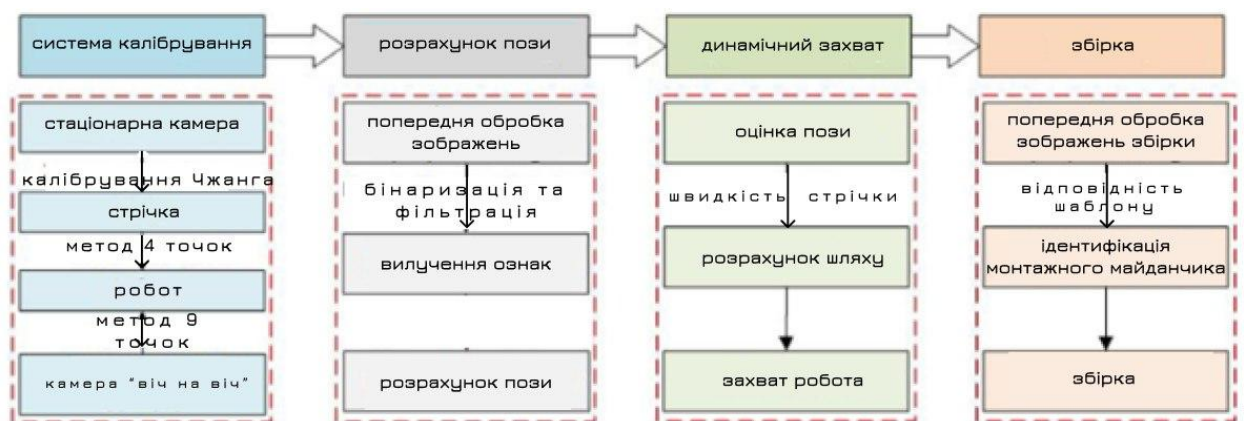 система калібрування
розрахунок пози
динамічний захват
збірка
стаціонарна камера
калібрування Чжанга
стрічка
метод 4 точок
робот
метод 9
точок
камера "віч на віч"
попередня обробка
зображень
бінаризація та
фільтрація
вилучення ознак
розрахунок пози
оцінка пози
швидкість стрічки
розрахунок шляху
захват робота
попередня обробка
зображень збірки
відповідність
шаблону
ідентифікація
монтажного майданчика
збірка